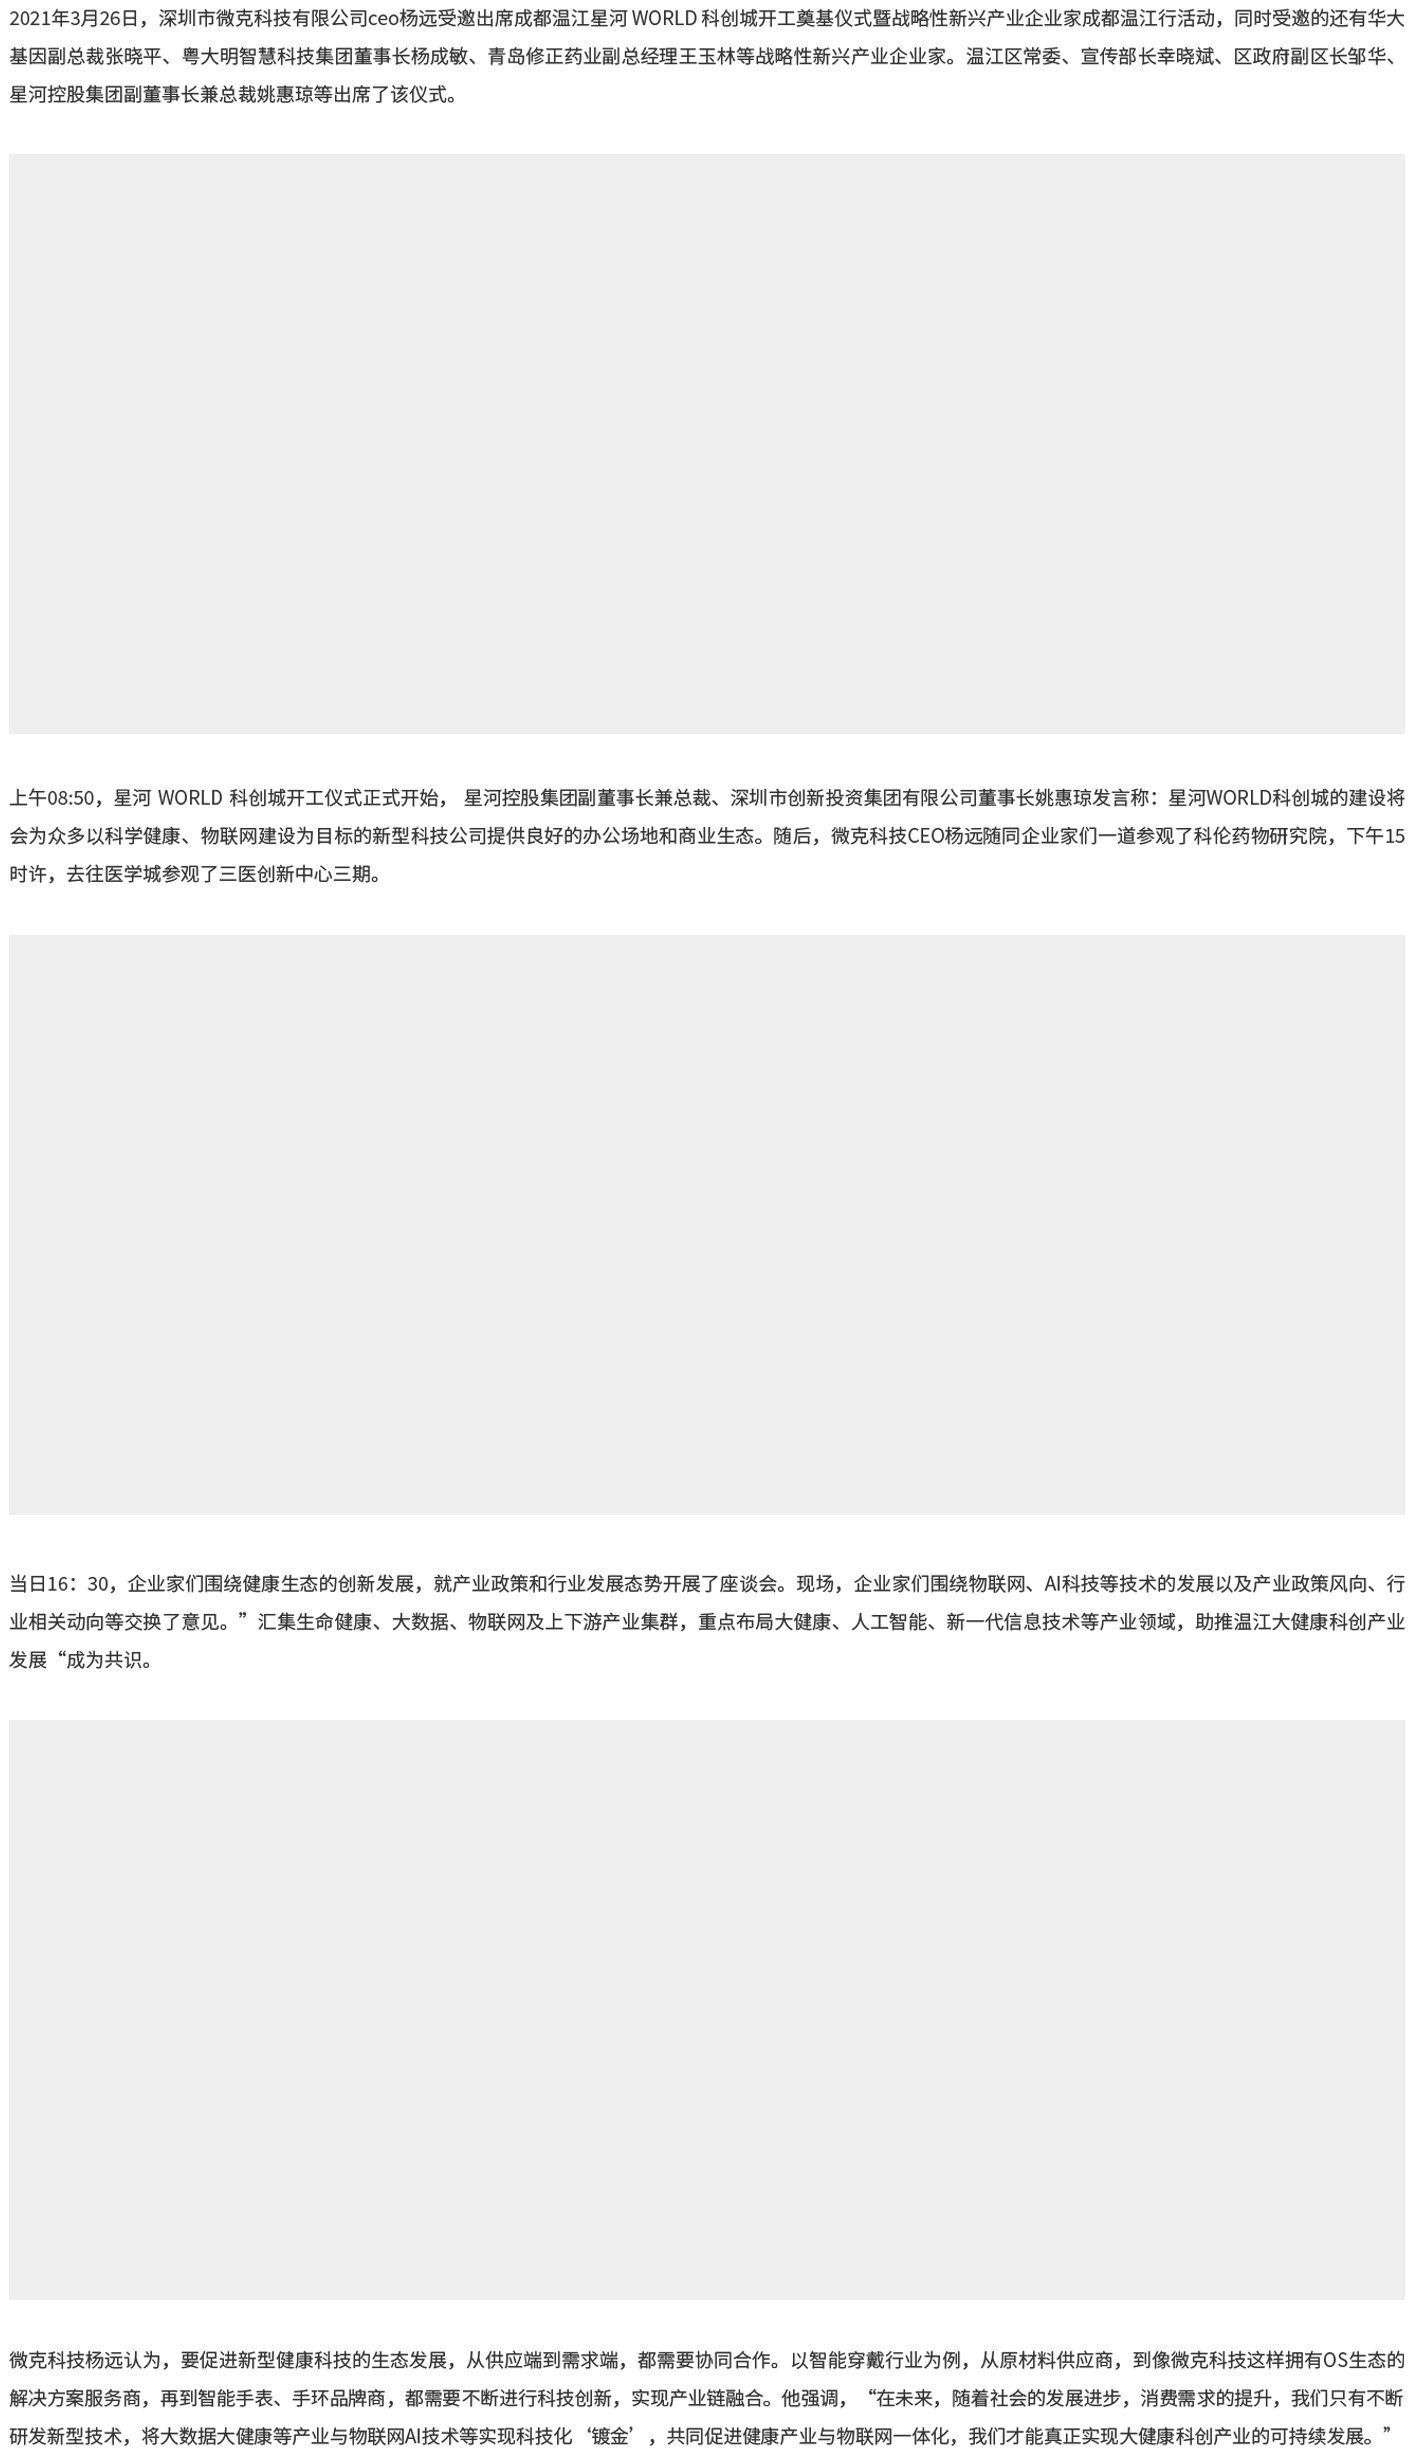 2021年3月26日，深圳市微克科技有限公司ceo杨远受邀出席成都温江星河 WORLD 科创城开工奠基仪式暨战略性新兴产业企业家成都温江行活动，同时受邀的还有华大
基因副总裁张晓平、粤大明智慧科技集团董事长杨成敏、青岛修正药业副总经理王玉林等战略性新兴产业企业家。温江区常委、宣传部长幸晓斌、区政府副区长邹华、
星河控股集团副董事长兼总裁姚惠琼等出席了该仪式。
上午08:50，星河 WORLD 科创城开工仪式正式开始， 星河控股集团副董事长兼总裁、深圳市创新投资集团有限公司董事长姚惠琼发言称：星河WORLD科创城的建设将
会为众多以科学健康、物联网建设为目标的新型科技公司提供良好的办公场地和商业生态。随后，微克科技CEO杨远随同企业家们一道参观了科伦药物研究院，下午15
时许，去往医学城参观了三医创新中心三期。
当日16：30，企业家们围绕健康生态的创新发展，就产业政策和行业发展态势开展了座谈会。现场，企业家们围绕物联网、AI科技等技术的发展以及产业政策风向、行
业相关动向等交换了意见。”汇集生命健康、大数据、物联网及上下游产业集群，重点布局大健康、人工智能、新一代信息技术等产业领域，助推温江大健康科创产业
发展“成为共识。
微克科技杨远认为，要促进新型健康科技的生态发展，从供应端到需求端，都需要协同合作。以智能穿戴行业为例，从原材料供应商，到像微克科技这样拥有OS生态的
解决方案服务商，再到智能手表、手环品牌商，都需要不断进行科技创新，实现产业链融合。他强调，“在未来，随着社会的发展进步，消费需求的提升，我们只有不断
研发新型技术，将大数据大健康等产业与物联网AI技术等实现科技化‘镀金’，共同促进健康产业与物联网一体化，我们才能真正实现大健康科创产业的可持续发展。”